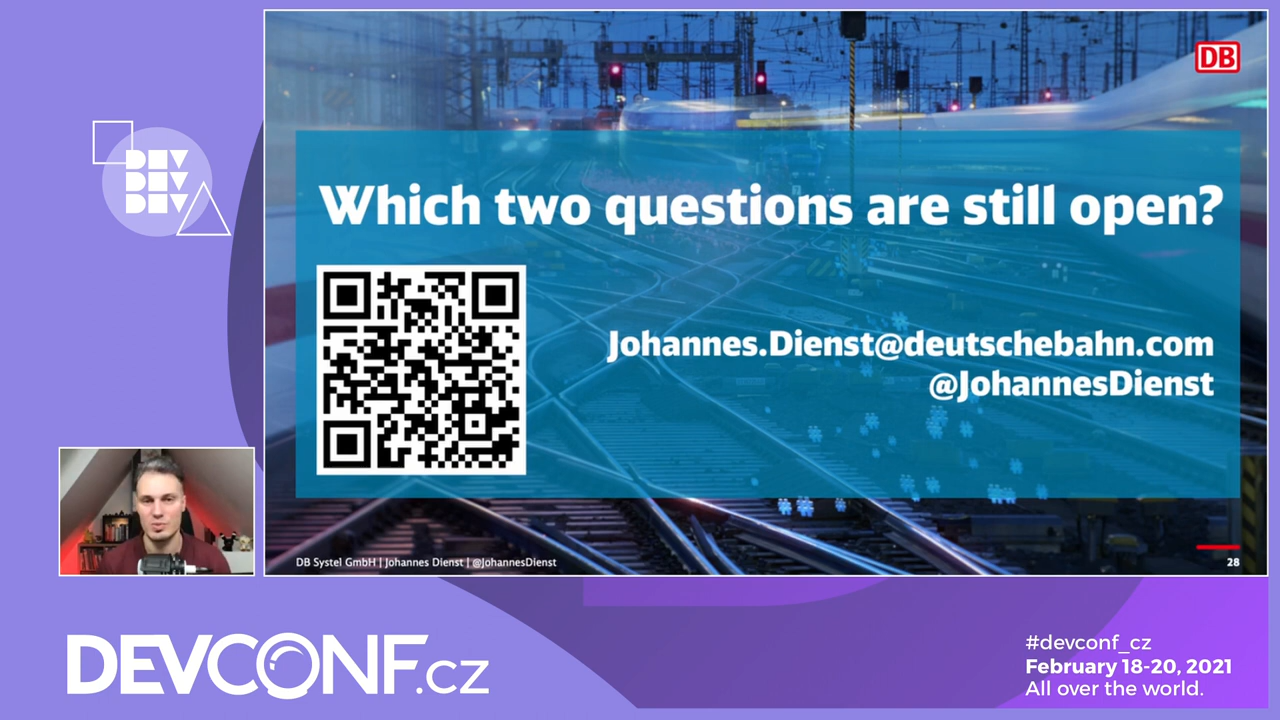 DB
Which two questions are still open?
Johannes.Dienst@deutschebahn.com
@JohannesDienst
DB Systel GmbH | Johannes Dienst | @JohannesDienst
28
DEV
DEV
DEV
DEVCONF.CZ
#devconf_cz
February 18-20, 2021
All over the world.